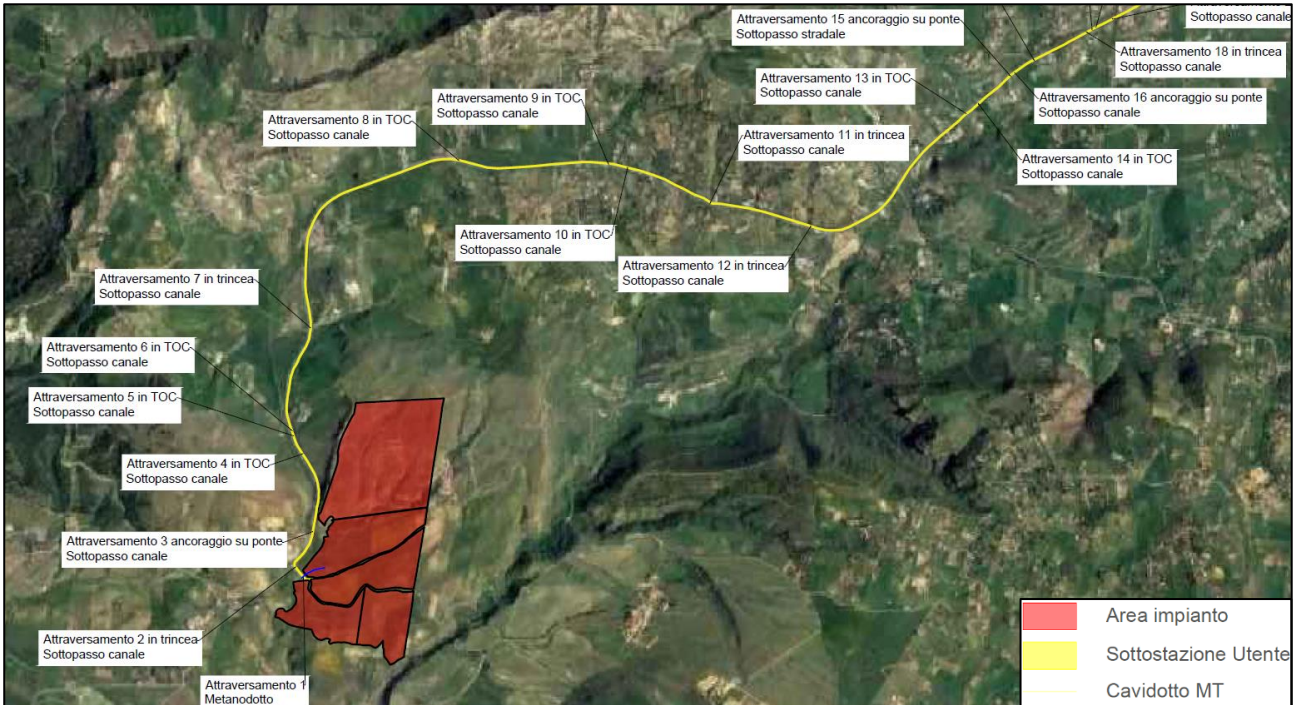 Sottopasso canale
Attraversamento 15 ancoraggio su ponte
Sottopasso stradale
Attraversamento 18 in trincea
Sottopasso canale
Attraversamento 13 in TOC
Sottopasso canale
Attraversamento 9 in TOC
Sottopasso canale
Attraversamento 16 ancoraggio su ponte
Sottopasso canale
Attraversamento 8 in TOC
Sottopasso canale
Attraversamento 11 in trincea
Sottopasso canale
Attraversamento 14 in TOC
Sottopasso canale
Attraversamento 10 in TOC
Sottopasso canale
Attraversamento 12 in trincea
Sottopasso canale
Attraversamento 7 in trincea
Sottopasso canale
Attraversamento 6 in TOC
Sottopasso canale
Attraversamento 5 in TOC
Sottopasso canale
Attraversamento 4 in TOC
Sottopasso canale
Attraversamento 3 ancoraggio su ponte
Sottopasso canale
Attraversamento 2 in trincea
Sottopasso canale
Attraversamento 1
Metanodotto
Area impianto
Sottostazione Utente
Cavidotto MT